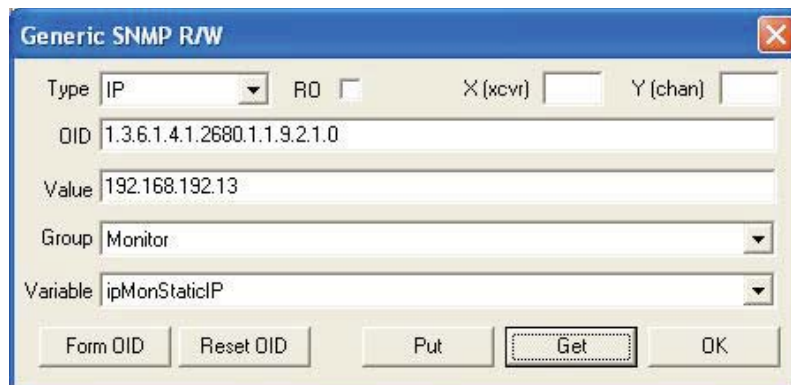 Generic SNMP R/W
Type IP RO X (xcvr) Y (chan)
OID 1.3.6.1.4.1.2680.1.1.9.2.1.0
Value 192.168.192.13
Group Monitor
Variable ipMonStaticIP
Form OID Reset OID Put Get OK